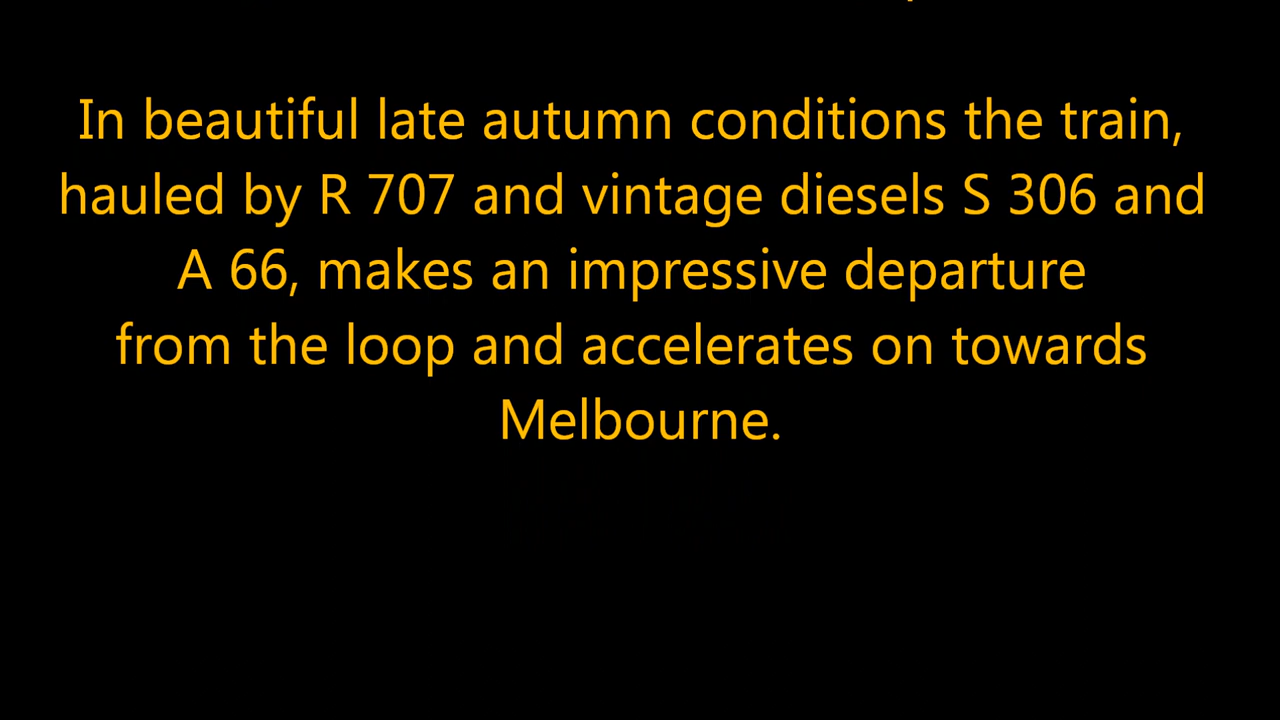 In beautiful late autumn conditions the train,
hauled by R 707 and vintage diesels S 306 and
A 66, makes an impressive departure
from the loop and accelerates on towards
Melbourne.